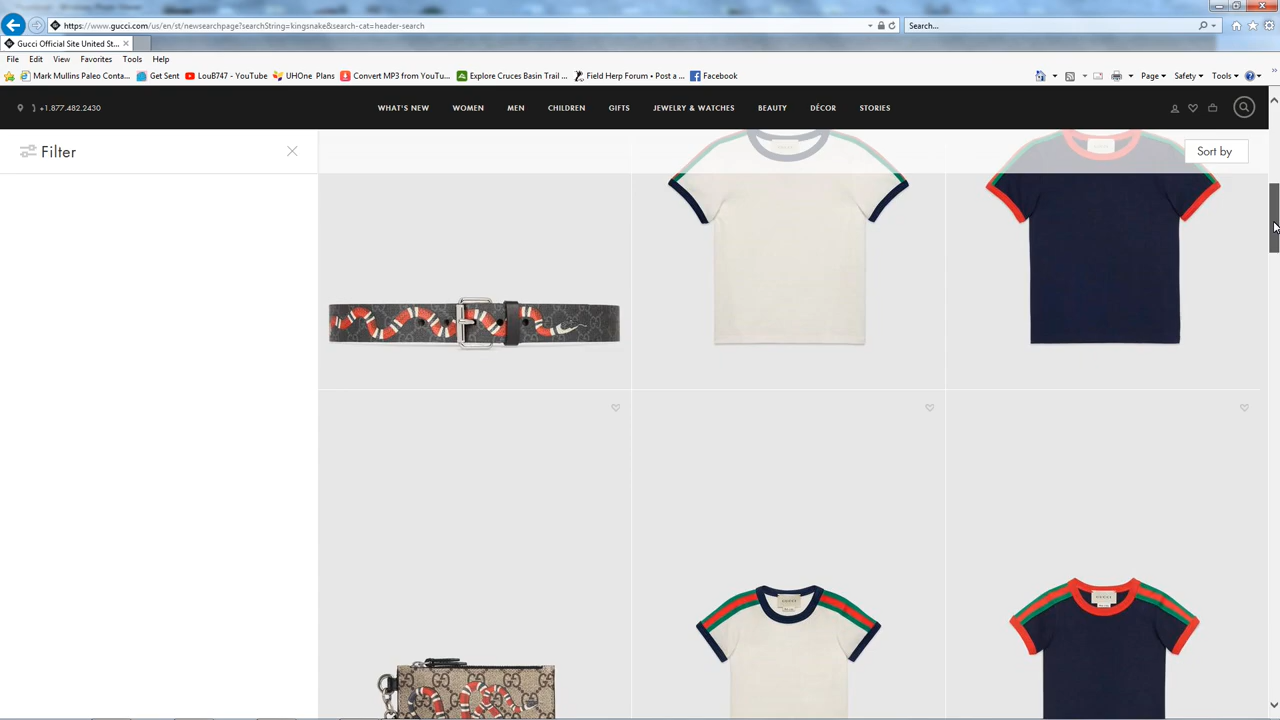 https://www.gucci.com/us/en/st/newsearchpage?searchString=kingsnake&search-cat=header-search
Search...
Gucci Official Site United St...
File Edit View Favorites Tools Help
Mark Mullins Paleo Conta... Get Sent LouB747 - YouTube UHOne Plans Convert MP3 from YouTu... Explore Cruces Basin Trail ... Field Herp Forum • Post a ... Facebook
Page Safety Tools
+1.877.482.2430 WHAT'S NEW WOMEN MEN CHILDREN GIFTS JEWELRY & WATCHES BEAUTY DÉCOR STORIES
Filter
Sort by
GUCCI
GUCCI